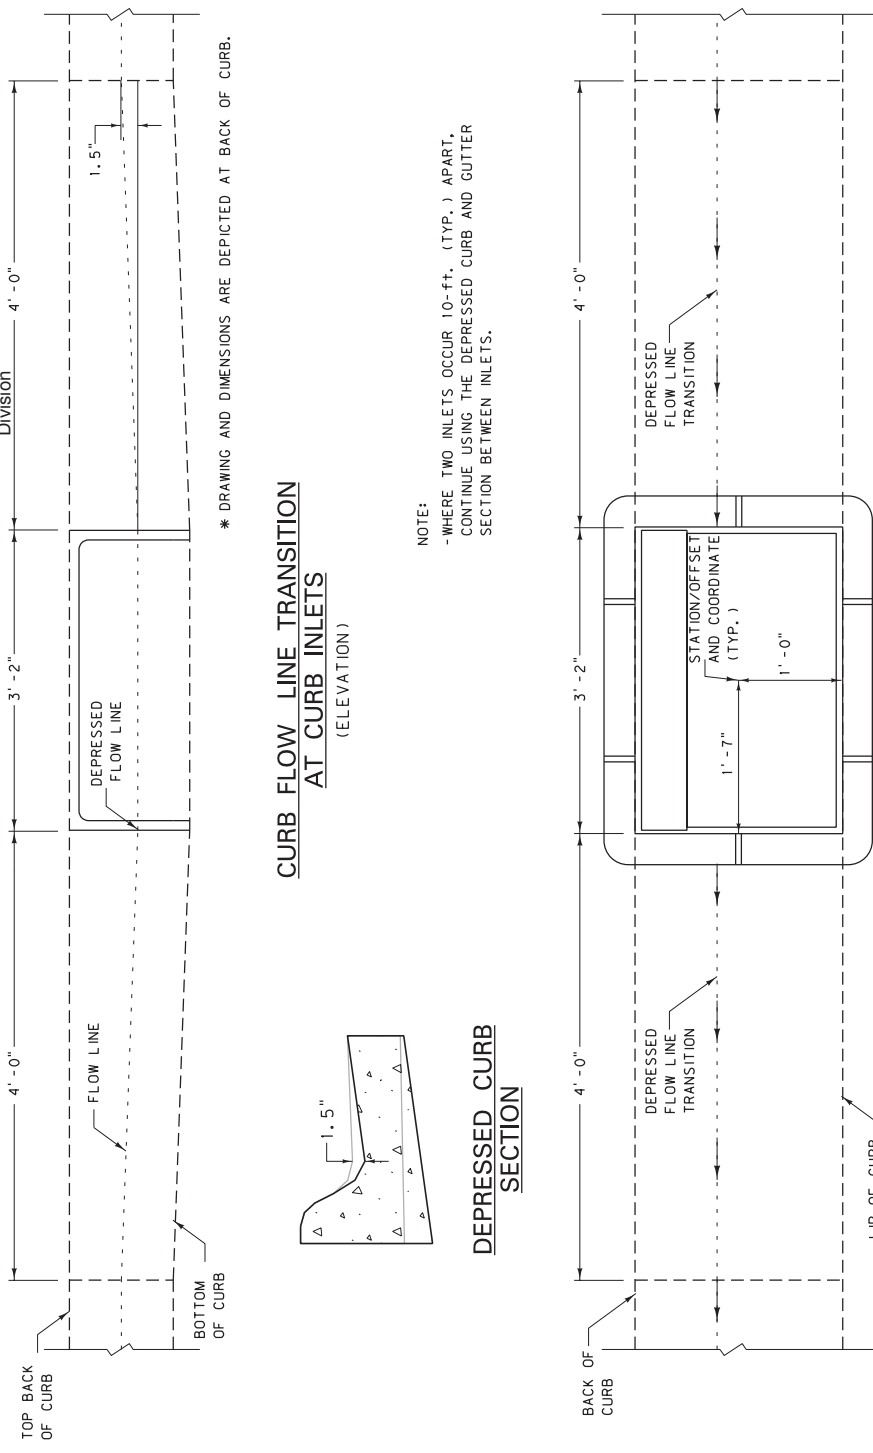 Division
4'-0"
3'-2"
4'-0"
1.5"
TOP BACK
OF CURB
FLOW LINE
DEPRESSED
FLOW LINE
BOTTOM
OF CURB
* DRAWING AND DIMENSIONS ARE DEPICTED AT BACK OF CURB.
CURB FLOW LINE TRANSITION
AT CURB INLETS
(ELEVATION)
1.5"
DEPRESSED CURB
SECTION
NOTE:
-WHERE TWO INLETS OCCUR 10-ft. (TYP.) APART,
CONTINUE USING THE DEPRESSED CURB AND GUTTER
SECTION BETWEEN INLETS.
4'-0"
3'-2"
4'-0"
BACK OF
CURB
DEPRESSED
FLOW LINE
TRANSITION
STATION/OFFSET
AND COORDINATE
(TYP.)
1'-7"
1'-0"
DEPRESSED
FLOW LINE
TRANSITION
LIP OF CURB